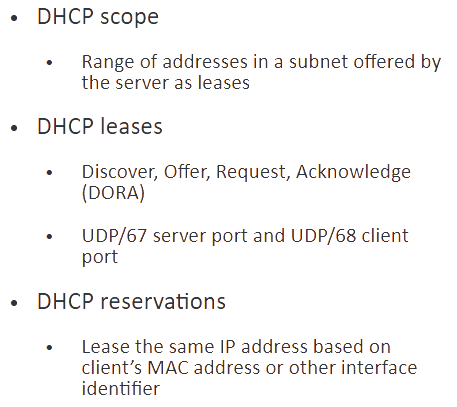 • DHCP scope
• Range of addresses in a subnet offered by
the server as leases
• DHCP leases
• Discover, Offer, Request, Acknowledge
(DORA)
• UDP/67 server port and UDP/68 client
port
• DHCP reservations
• Lease the same IP address based on
client’s MAC address or other interface
identifier